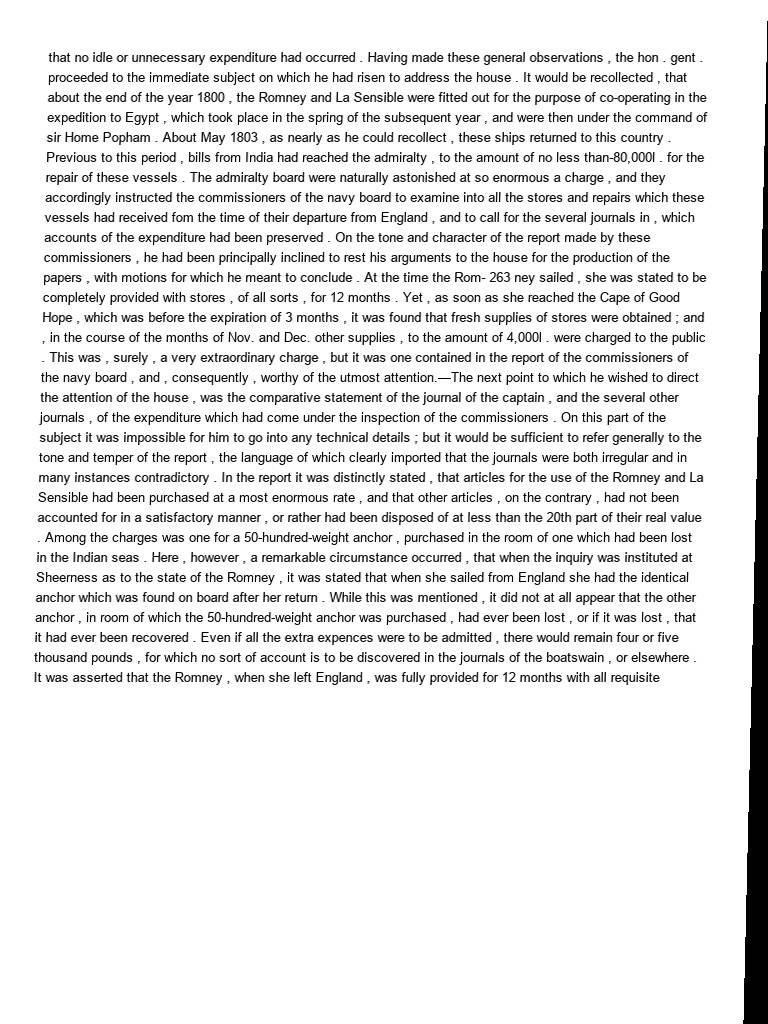 that no idle or unnecessary expenditure had occurred . Having made these general observations , the hon . gent .
proceeded to the immediate subject on which he had risen to address the house . It would be recollected , that
about the end of the year 1800 , the Romney and La Sensible were fitted out for the purpose of co-operating in the
expedition to Egypt , which took place in the spring of the subsequent year , and were then under the command of
sir Home Popham . About May 1803 , as nearly as he could recollect , these ships returned to this country .
Previous to this period , bills from India had reached the admiralty , to the amount of no less than-80,000l . for the
repair of these vessels . The admiralty board were naturally astonished at so enormous a charge , and they
accordingly instructed the commissioners of the navy board to examine into all the stores and repairs which these
vessels had received fom the time of their departure from England , and to call for the several journals in , which
accounts of the expenditure had been preserved . On the tone and character of the report made by these
commissioners , he had been principally inclined to rest his arguments to the house for the production of the
papers , with motions for which he meant to conclude . At the time the Rom- 263 ney sailed , she was stated to be
completely provided with stores , of all sorts , for 12 months . Yet , as soon as she reached the Cape of Good
Hope , which was before the expiration of 3 months , it was found that fresh supplies of stores were obtained ; and
, in the course of the months of Nov. and Dec. other supplies , to the amount of 4,000l . were charged to the public
. This was , surely , a very extraordinary charge , but it was one contained in the report of the commissioners of
the navy board , and , consequently , worthy of the utmost attention.—The next point to which he wished to direct
the attention of the house , was the comparative statement of the journal of the captain , and the several other
journals , of the expenditure which had come under the inspection of the commissioners . On this part of the
subject it was impossible for him to go into any technical details ; but it would be sufficient to refer generally to the
tone and temper of the report , the language of which clearly imported that the journals were both irregular and in
many instances contradictory . In the report it was distinctly stated , that articles for the use of the Romney and La
Sensible had been purchased at a most enormous rate , and that other articles , on the contrary , had not been
accounted for in a satisfactory manner , or rather had been disposed of at less than the 20th part of their real value
. Among the charges was one for a 50-hundred-weight anchor , purchased in the room of one which had been lost
in the Indian seas . Here , however , a remarkable circumstance occurred , that when the inquiry was instituted at
Sheerness as to the state of the Romney , it was stated that when she sailed from England she had the identical
anchor which was found on board after her return . While this was mentioned , it did not at all appear that the other
anchor , in room of which the 50-hundred-weight anchor was purchased , had ever been lost , or if it was lost , that
it had ever been recovered . Even if all the extra expences were to be admitted , there would remain four or five
thousand pounds , for which no sort of account is to be discovered in the journals of the boatswain , or elsewhere .
It was asserted that the Romney , when she left England , was fully provided for 12 months with all requisite